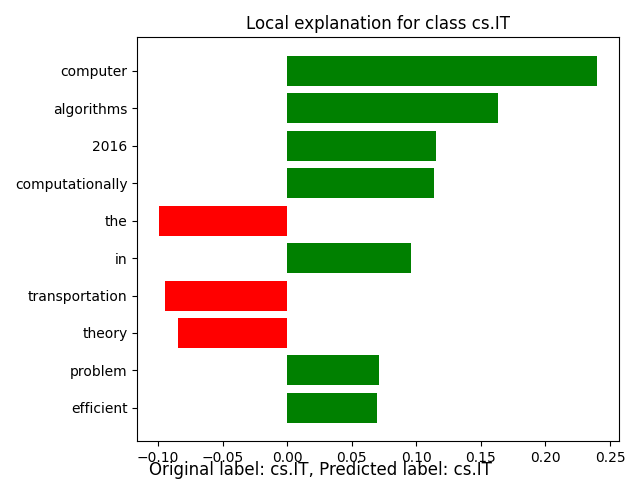 Local explanation for class cs.IT
computer
algorithms
2016
computationally
the
in
transportation
theory
problem
efficient
−0.10 −0.05 0.00 0.05 0.10 0.15 0.20 0.25
Original label: cs.IT, Predicted label: cs.IT